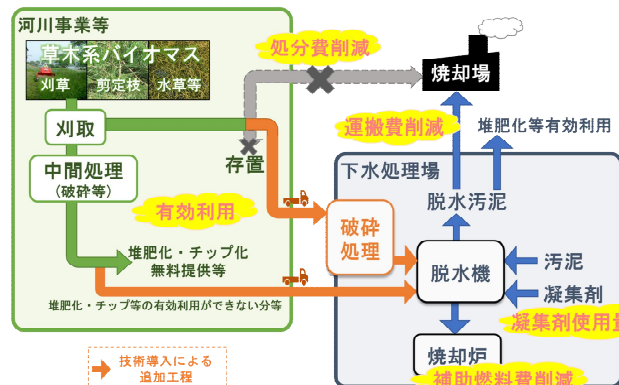 河川事業等
草木系バイオマス
刈草
剪定枝
水草等
刈取
中間処理
(破砕等)
有効利用
堆肥化・チップ化
無料提供等
堆肥化・チップ等の有効利用ができない分等
処分費削減
存置
焼却場
運搬費削減
堆肥化等有効利用
下水処理場
脱水汚泥
破砕
処理
脱水機
汚泥
凝集剤
凝集剤使用量
焼却炉
補助燃料費削減
技術導入による
追加工程